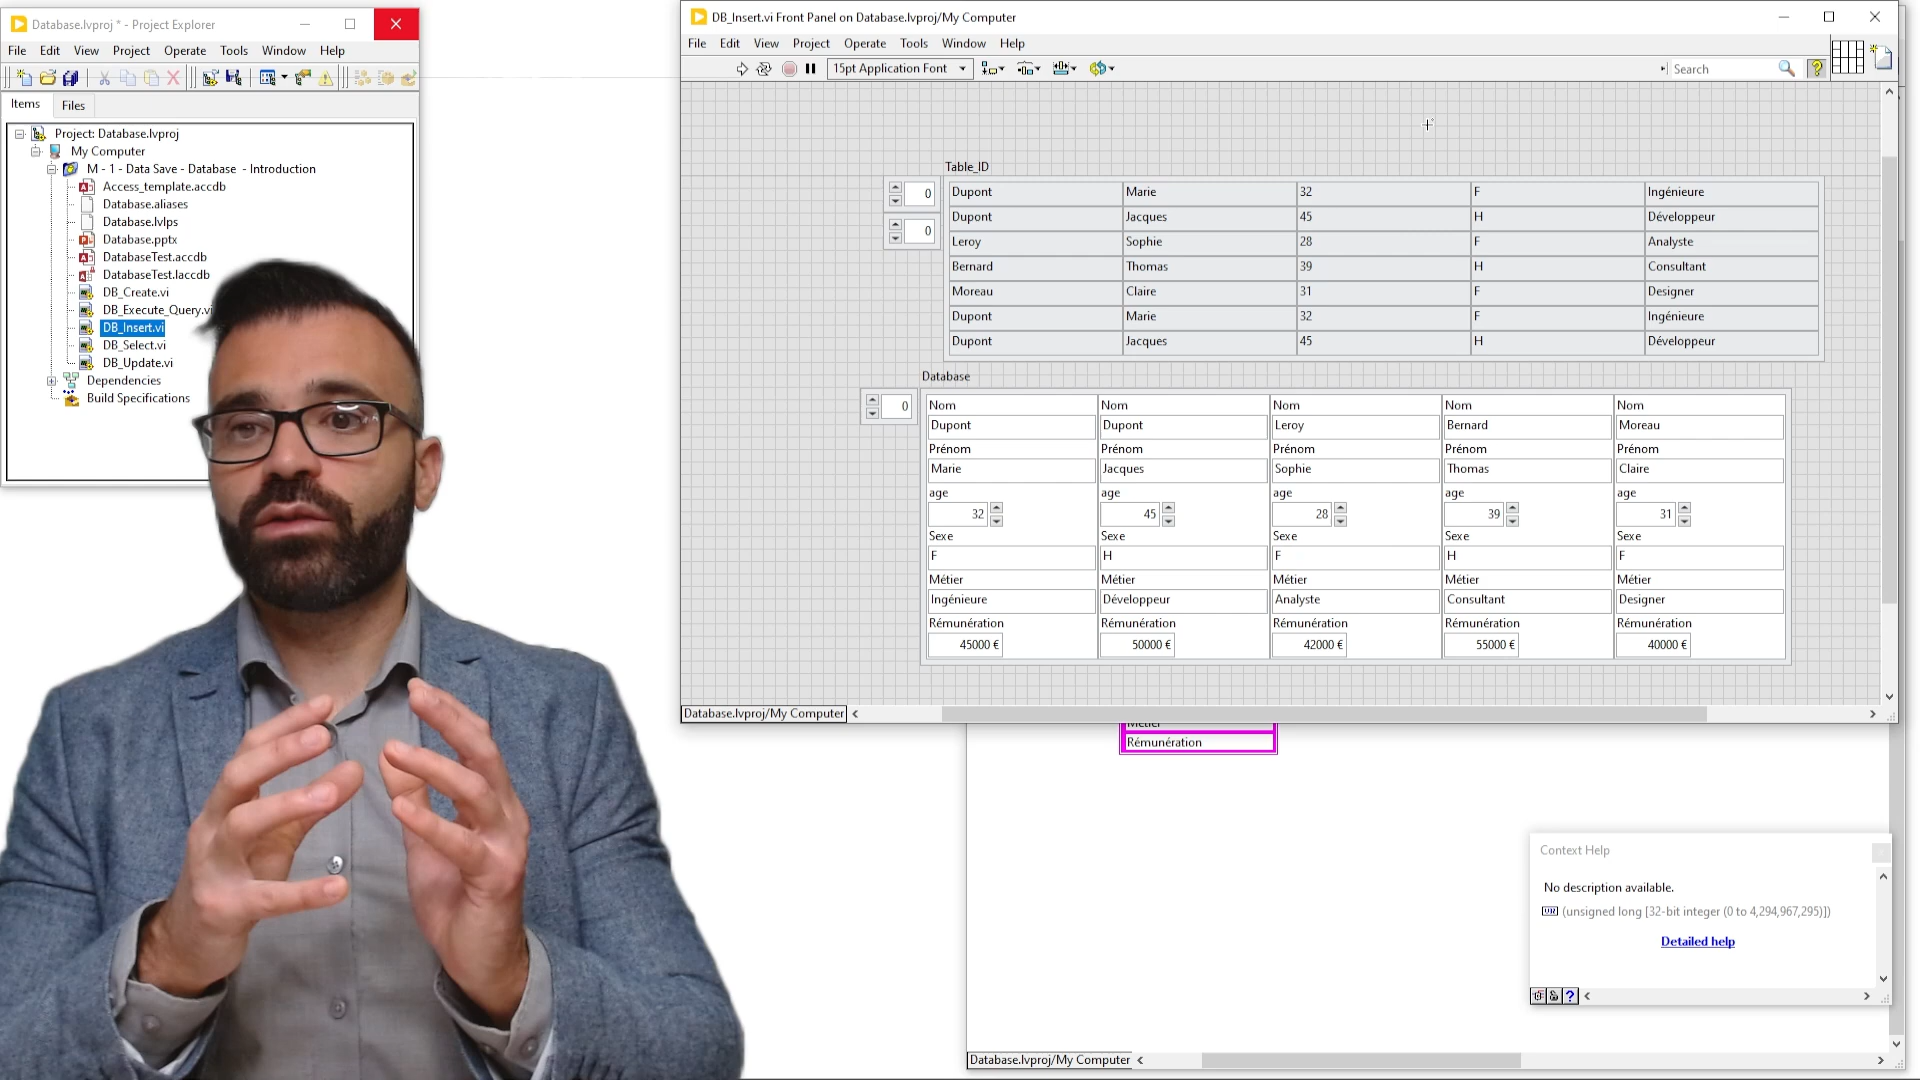 Database.lvproj * - Project Explorer
File Edit View Project Operate Tools Window Help
Items Files
Project: Database.lvproj
My Computer
M - 1 - Data Save - Database - Introduction
Access_template.accdb
Database.aliases
Database.lvlps
Database.pptx
DatabaseTest.accdb
DatabaseTest.laccdb
DB_Create.vi
DB_Execute_Query.vi
DB_Insert.vi
DB_Select.vi
DB_Update.vi
Dependencies
Build Specifications
DB_Insert.vi Front Panel on Database.lvproj/My Computer
File Edit View Project Operate Tools Window Help
15pt Application Font Search
Table_ID
0 Dupont Marie 32 F Ingénieure
Dupont Jacques 45 H Développeur
0
Leroy Sophie 28 F Analyste
Bernard Thomas 39 H Consultant
Moreau Claire 31 F Designer
Dupont Marie 32 F Ingénieure
Dupont Jacques 45 H Développeur
Database
0 Nom Nom Nom Nom Nom
Dupont Dupont Leroy Bernard Moreau
Prénom Prénom Prénom Prénom Prénom
Marie Jacques Sophie Thomas Claire
age age age age age
32 45 28 39 31
Sexe Sexe Sexe Sexe Sexe
F H F H F
Métier Métier Métier Métier Métier
Ingénieure Développeur Analyste Consultant Designer
Rémunération Rémunération Rémunération Rémunération Rémunération
45000 € 50000 € 42000 € 55000 € 40000 €
Database.lvproj/My Computer
Métier
Rémunération
Context Help
No description available.
U32 (unsigned long [32-bit integer (0 to 4,294,967,295)])
Detailed help
Database.lvproj/My Computer